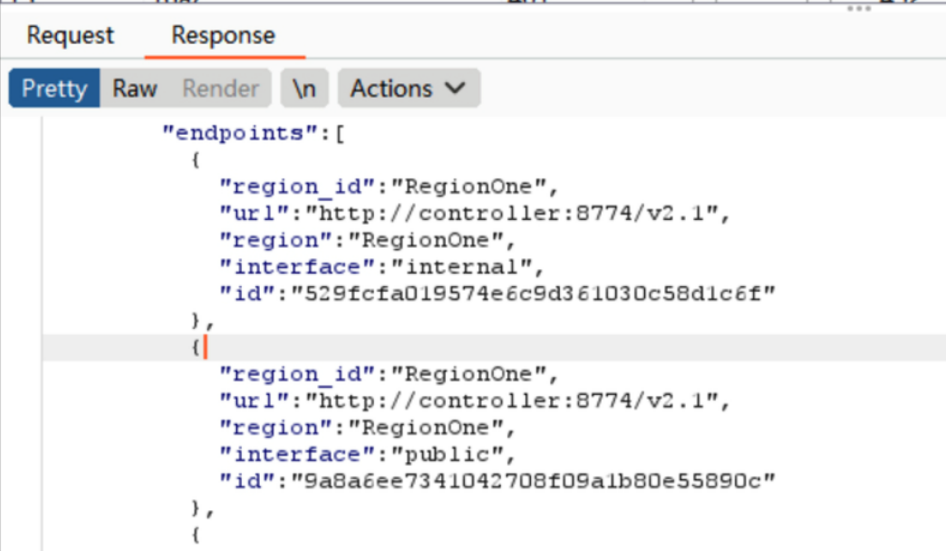 Request Response
Pretty Raw Render \n Actions
"endpoints":[
{
"region_id":"RegionOne",
"url":"http://controller:8774/v2.1",
"region":"RegionOne",
"interface":"internal",
"id":"529fcfa019574e6c9d361030c58d1c6f"
},
{
"region_id":"RegionOne",
"url":"http://controller:8774/v2.1",
"region":"RegionOne",
"interface":"public",
"id":"9a8a6ee7341042708f09a1b80e55890c"
},
{